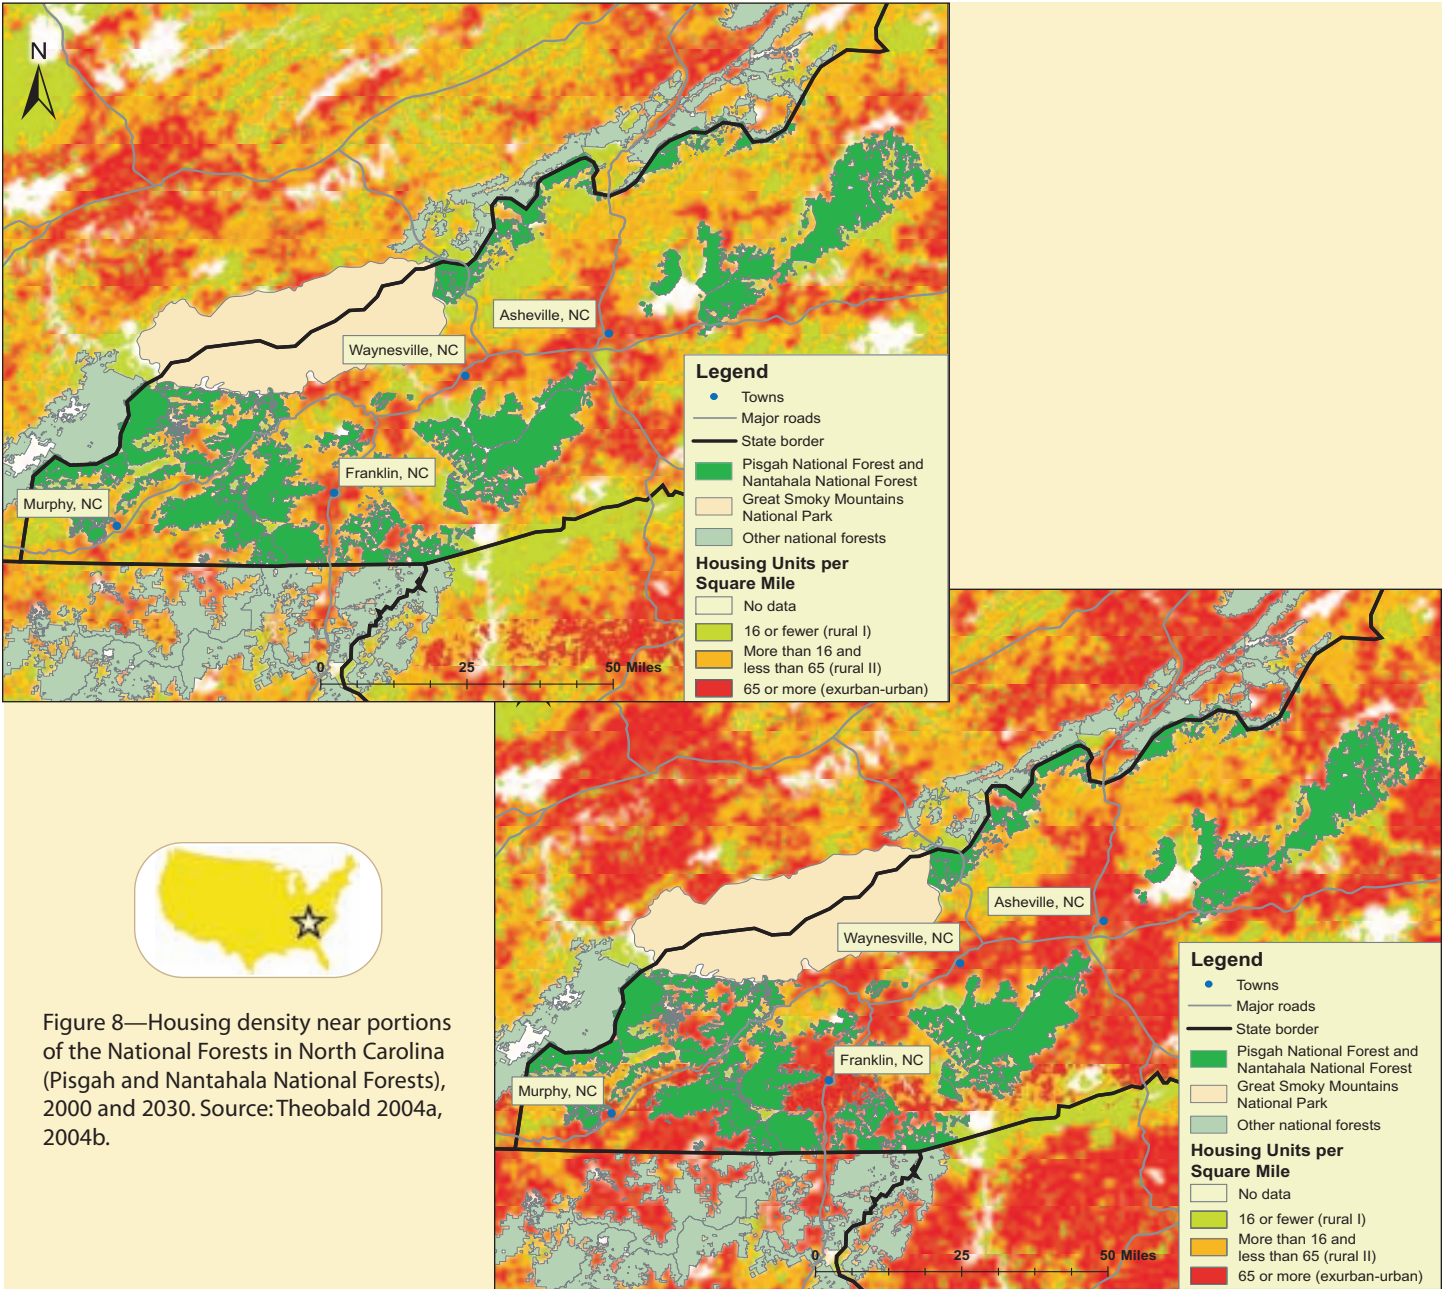 N
Asheville, NC
Waynesville, NC
Franklin, NC
Murphy, NC
Legend
Towns
Major roads
State border
Pisgah National Forest and
Nantahala National Forest
Great Smoky Mountains
National Park
Other national forests
Housing Units per
Square Mile
No data
16 or fewer (rural I)
More than 16 and
less than 65 (rural II)
65 or more (exurban-urban)
0 25 50 Miles
Asheville, NC
Waynesville, NC
Franklin, NC
Murphy, NC
Legend
Towns
Major roads
State border
Pisgah National Forest and
Nantahala National Forest
Great Smoky Mountains
National Park
Other national forests
Housing Units per
Square Mile
No data
16 or fewer (rural I)
More than 16 and
less than 65 (rural II)
65 or more (exurban-urban)
0 25 50 Miles
Figure 8—Housing density near portions
of the National Forests in North Carolina
(Pisgah and Nantahala National Forests),
2000 and 2030. Source: Theobald 2004a,
2004b.